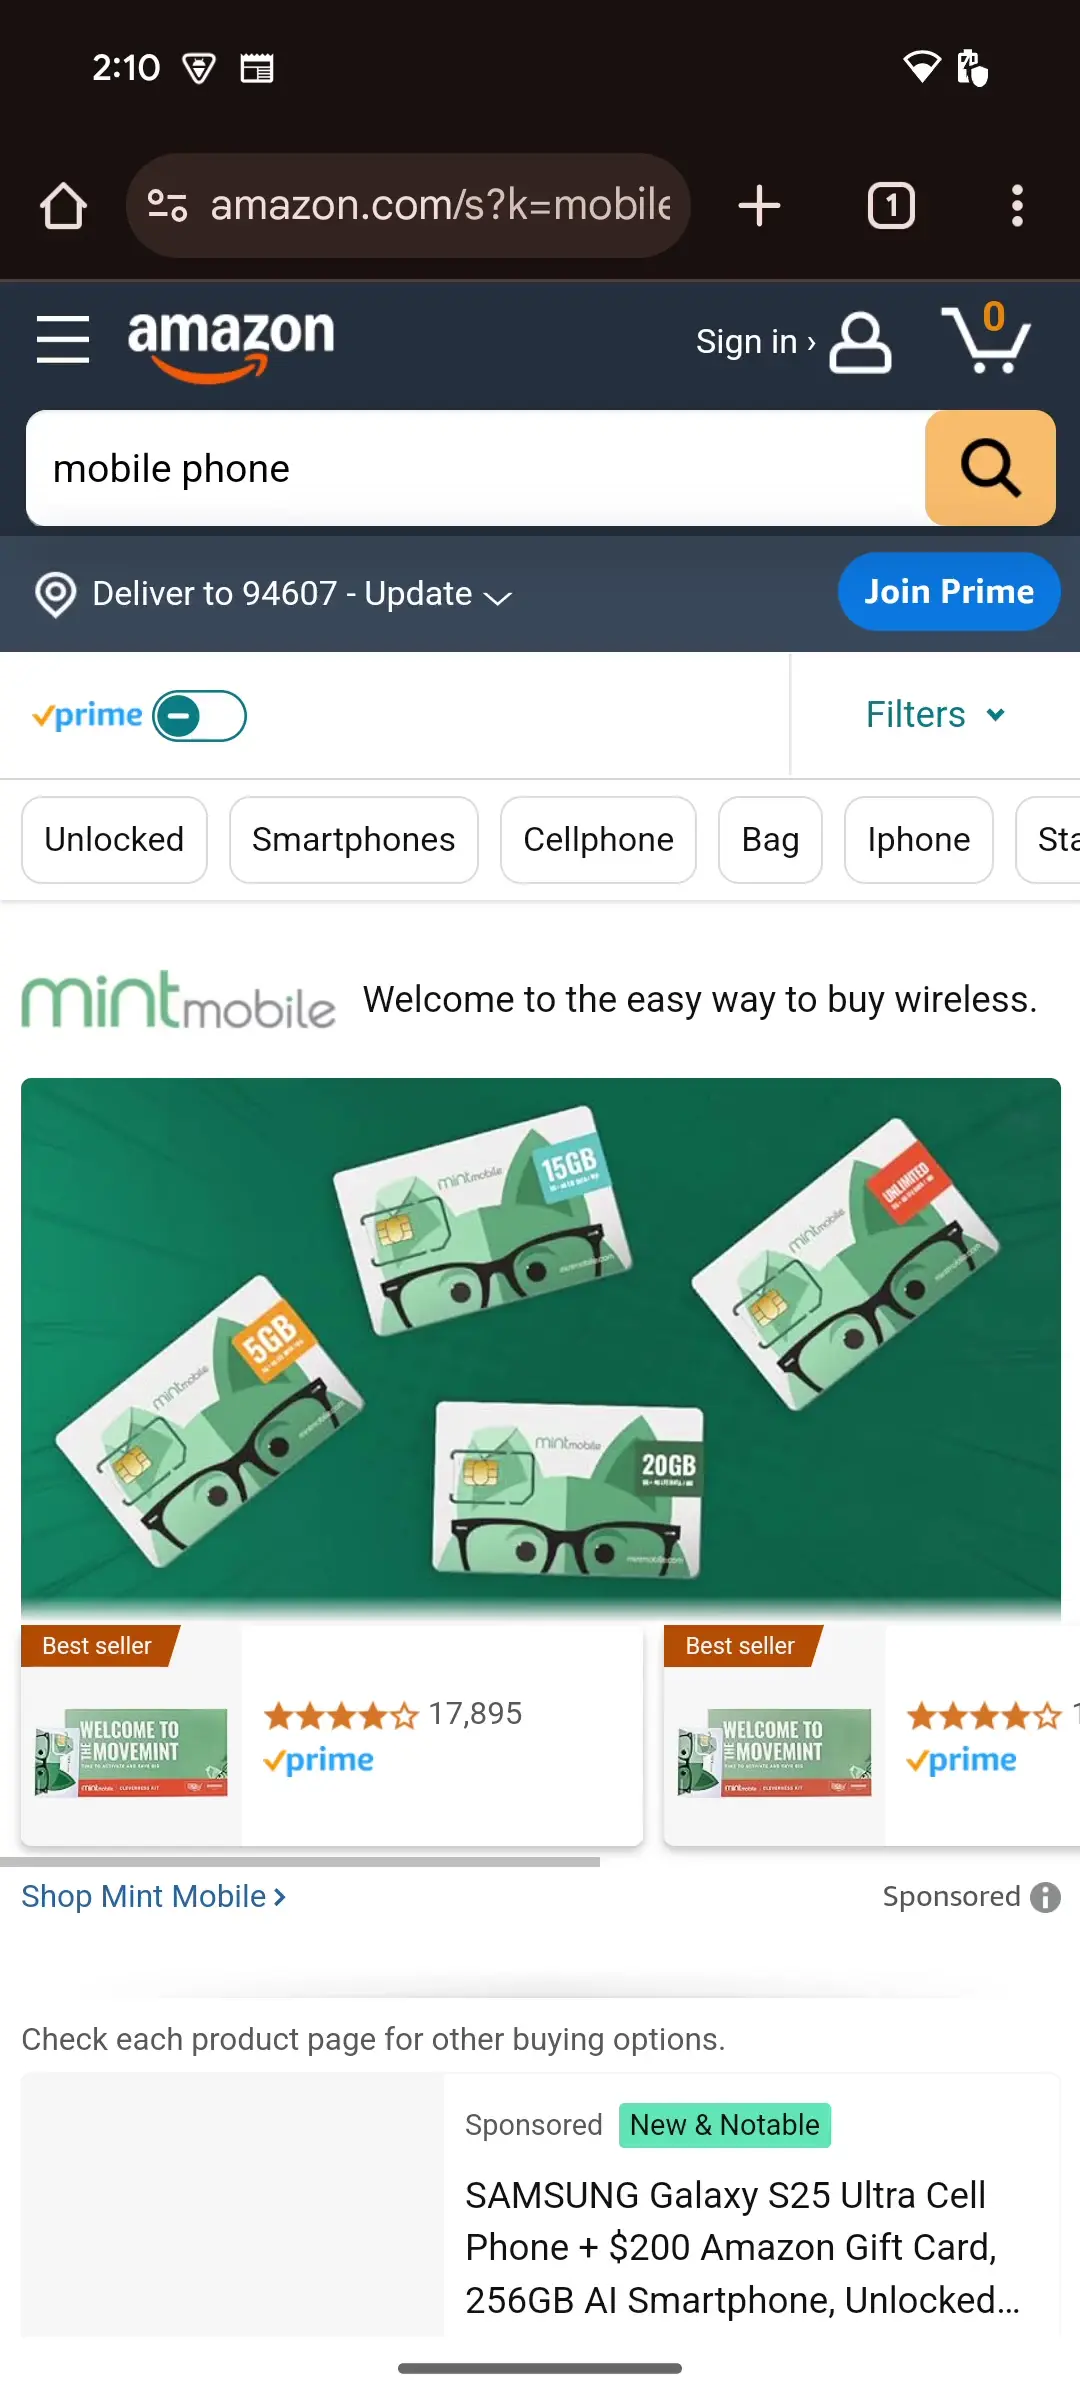 2:10
amazon.com/s?k=mobile
1
amazon
Sign in ›
0
mobile phone
Deliver to 94607 - Update
Join Prime
prime
Filters
Unlocked
Smartphones
Cellphone
Bag
Iphone
Sta
mintmobile
Welcome to the easy way to buy wireless.
mintmobile
15GB
mintmobile
UNLIMITED
mintmobile
5GB
mintmobile
20GB
Best seller
WELCOME TO
THE MOVEMINT
17,895
prime
Best seller
WELCOME TO
THE MOVEMINT
prime
Shop Mint Mobile ›
Sponsored
Check each product page for other buying options.
Sponsored
New & Notable
SAMSUNG Galaxy S25 Ultra Cell
Phone + $200 Amazon Gift Card,
256GB AI Smartphone, Unlocked...